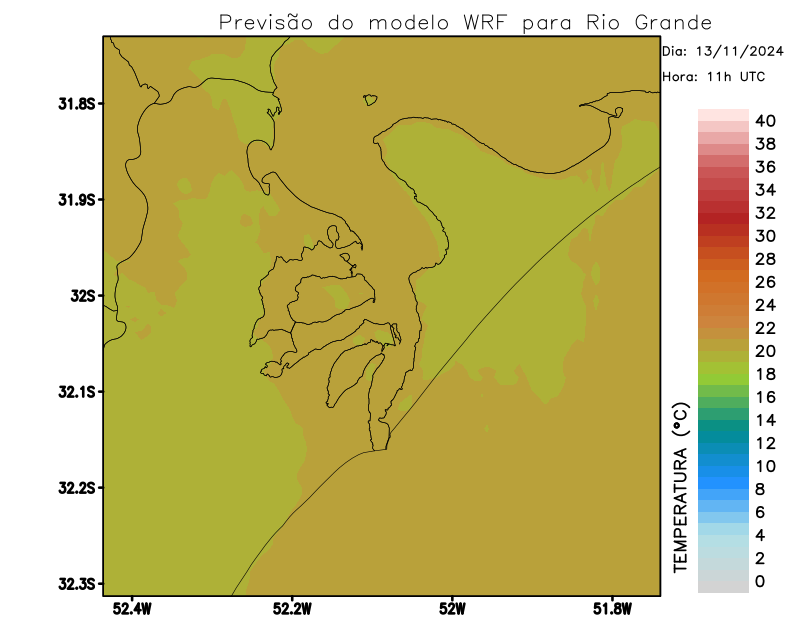 Previsão do modelo WRF para Rio Grande
Dia: 13/11/2024
Hora: 11h UTC
31.8S
31.9S
32S
32.1S
32.2S
32.3S
52.4W
52.2W
52W
51.8W
TEMPERATURA (°C)
40
38
36
34
32
30
28
26
24
22
20
18
16
14
12
10
8
6
4
2
0